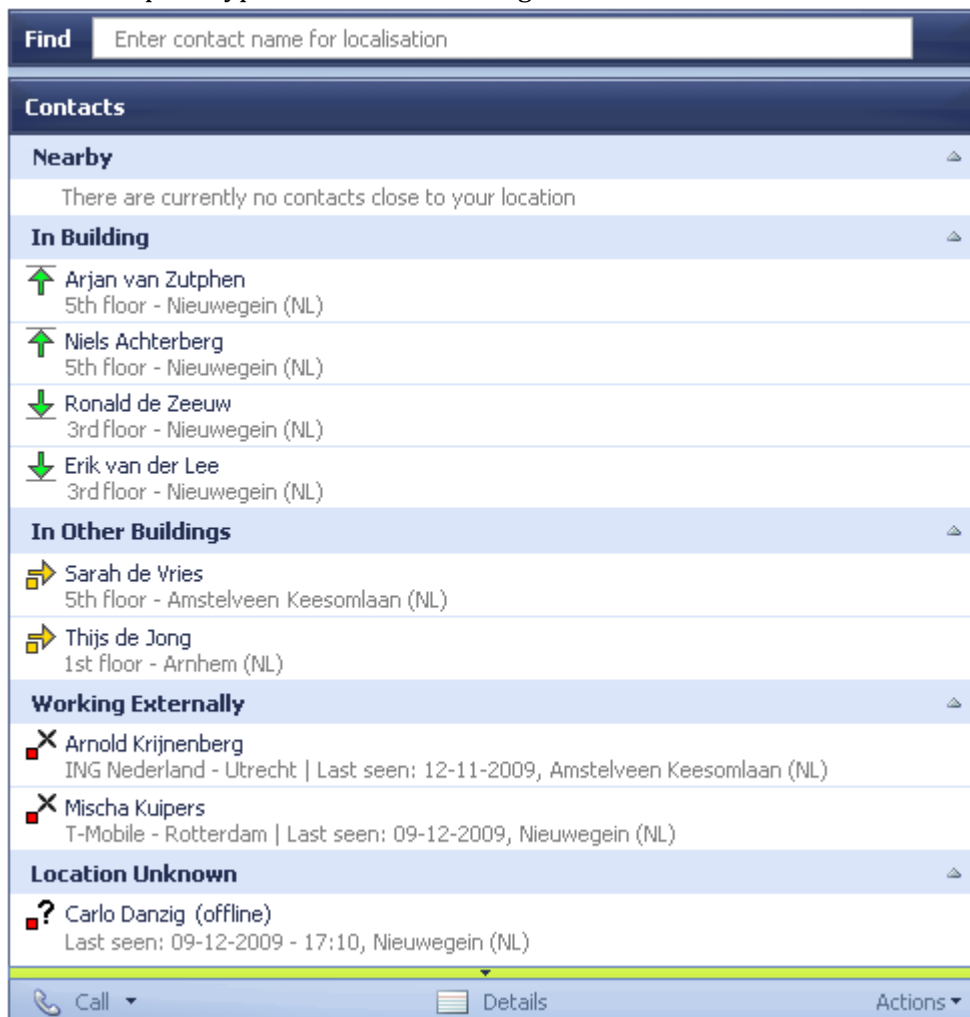 Find Enter contact name for localisation
Contacts
Nearby
There are currently no contacts close to your location
In Building
Arjan van Zutphen
5th floor - Nieuwegein (NL)
Niels Achterberg
5th floor - Nieuwegein (NL)
Ronald de Zeeuw
3rd floor - Nieuwegein (NL)
Erik van der Lee
3rd floor - Nieuwegein (NL)
In Other Buildings
Sarah de Vries
5th floor - Amstelveen Keesomlaan (NL)
Thijs de Jong
1st floor - Arnhem (NL)
Working Externally
Arnold Krijnenberg
ING Nederland - Utrecht | Last seen: 12-11-2009, Amstelveen Keesomlaan (NL)
Mischa Kuipers
T-Mobile - Rotterdam | Last seen: 09-12-2009, Nieuwegein (NL)
Location Unknown
? Carlo Danzig (offline)
Last seen: 09-12-2009 - 17:10, Nieuwegein (NL)
Call Details Actions